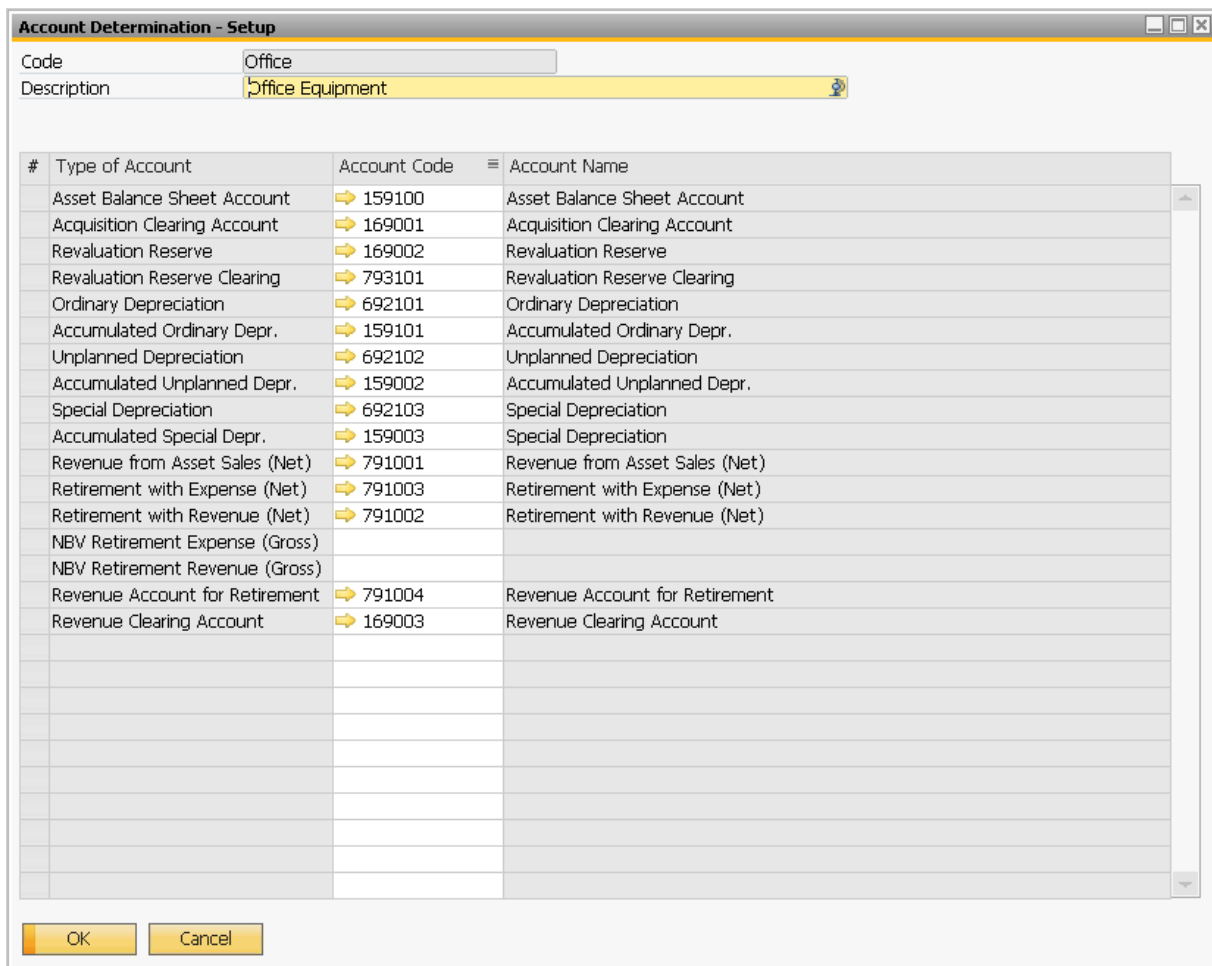 Account Determination - Setup
Code Office
Description Office Equipment
# Type of Account Account Code Account Name
Asset Balance Sheet Account 159100 Asset Balance Sheet Account
Acquisition Clearing Account 169001 Acquisition Clearing Account
Revaluation Reserve 169002 Revaluation Reserve
Revaluation Reserve Clearing 793101 Revaluation Reserve Clearing
Ordinary Depreciation 692101 Ordinary Depreciation
Accumulated Ordinary Depr. 159101 Accumulated Ordinary Depr.
Unplanned Depreciation 692102 Unplanned Depreciation
Accumulated Unplanned Depr. 159002 Accumulated Unplanned Depr.
Special Depreciation 692103 Special Depreciation
Accumulated Special Depr. 159003 Special Depreciation
Revenue from Asset Sales (Net) 791001 Revenue from Asset Sales (Net)
Retirement with Expense (Net) 791003 Retirement with Expense (Net)
Retirement with Revenue (Net) 791002 Retirement with Revenue (Net)
NBV Retirement Expense (Gross)
NBV Retirement Revenue (Gross)
Revenue Account for Retirement 791004 Revenue Account for Retirement
Revenue Clearing Account 169003 Revenue Clearing Account
OK Cancel